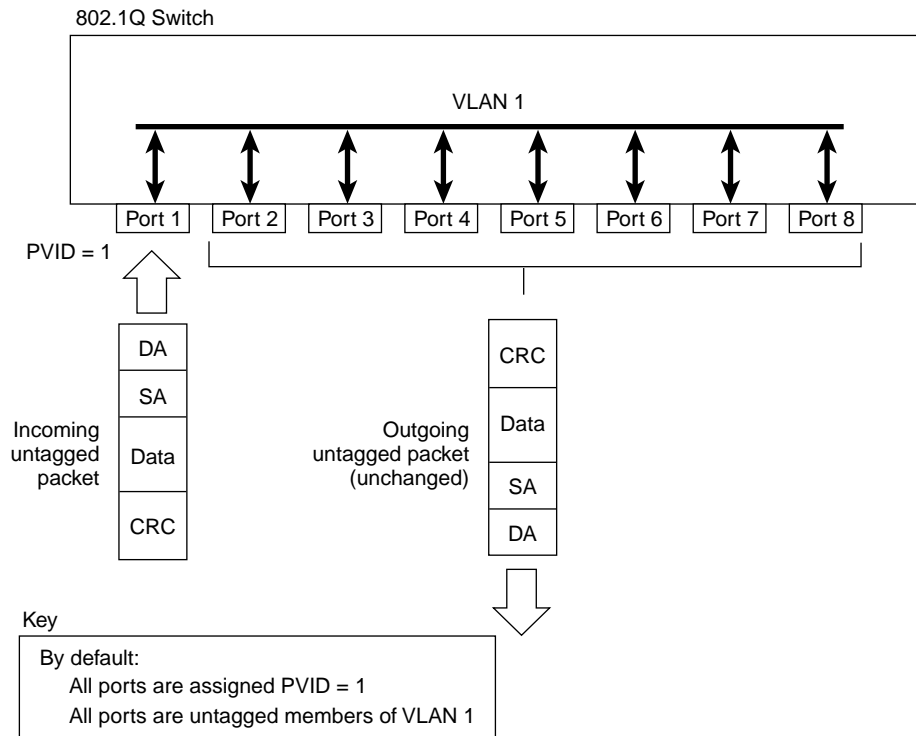 802.1Q Switch
VLAN 1
Port 1
Port 2
Port 3
Port 4
Port 5
Port 6
Port 7
Port 8
PVID = 1
Incoming
untagged
packet
DA
SA
Data
CRC
Outgoing
untagged packet
(unchanged)
CRC
Data
SA
DA
Key
By default:
All ports are assigned PVID = 1
All ports are untagged members of VLAN 1